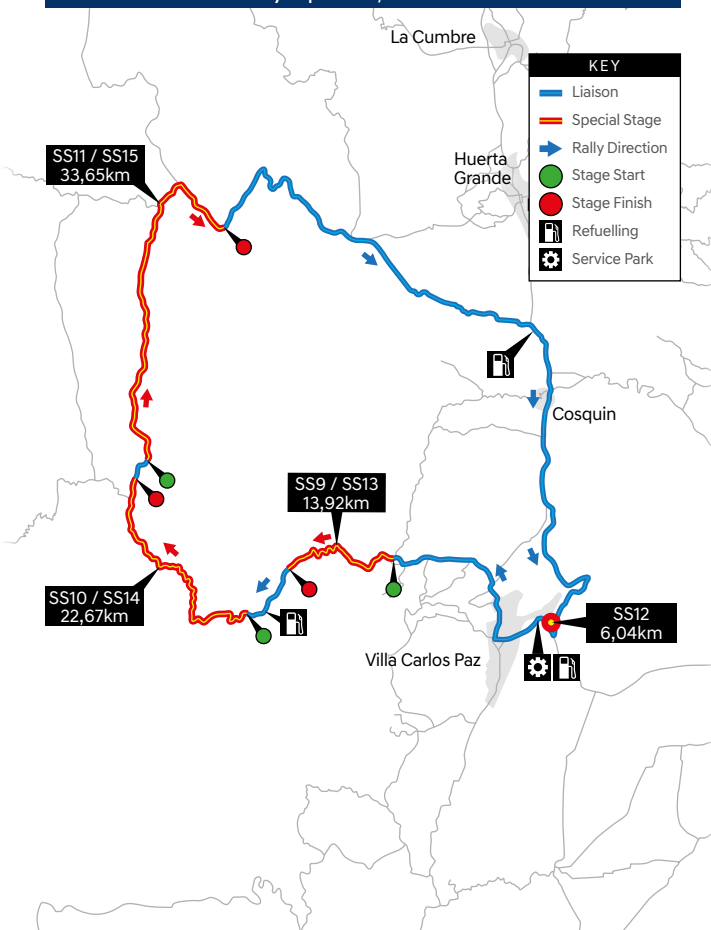 La Cumbre
KEY
Liaison
Special Stage
Rally Direction
Stage Start
Stage Finish
Refuelling
Service Park
Huerta
Grande
SS11 / SS15
33,65km
Cosquin
SS9 / SS13
13,92km
SS10 / SS14
22,67km
SS12
6,04km
Villa Carlos Paz